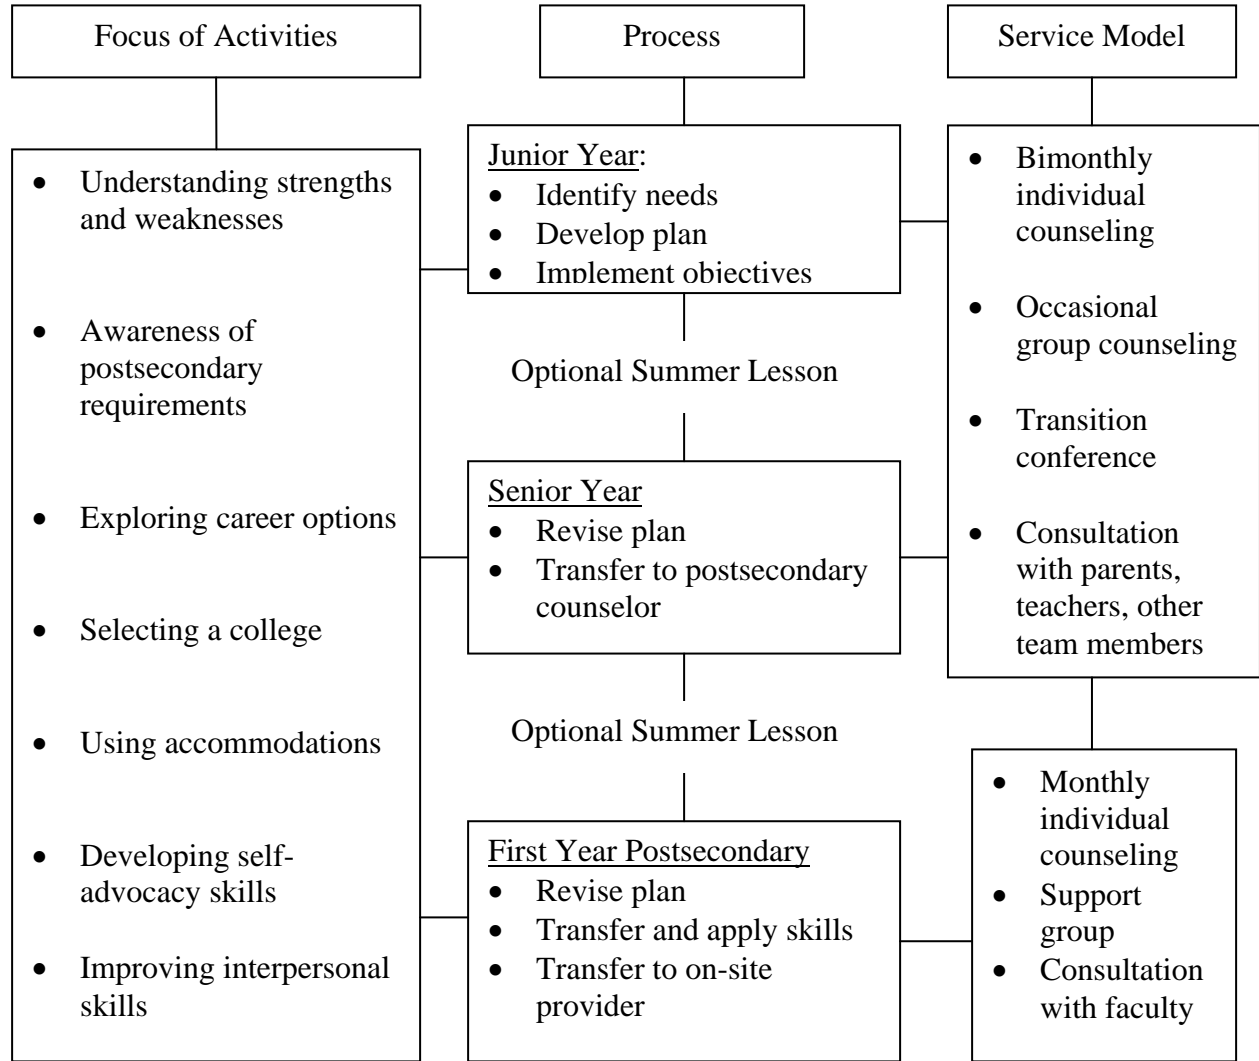 Focus of Activities
Process
Service Model
• Understanding strengths
and weaknesses
• Awareness of
postsecondary
requirements
• Exploring career options
• Selecting a college
• Using accommodations
• Developing self-
advocacy skills
• Improving interpersonal
skills
Junior Year:
• Identify needs
• Develop plan
• Implement objectives
Optional Summer Lesson
Senior Year
• Revise plan
• Transfer to postsecondary
counselor
Optional Summer Lesson
First Year Postsecondary
• Revise plan
• Transfer and apply skills
• Transfer to on-site
provider
• Bimonthly
individual
counseling
• Occasional
group counseling
• Transition
conference
• Consultation
with parents,
teachers, other
team members
• Monthly
individual
counseling
• Support
group
• Consultation
with faculty